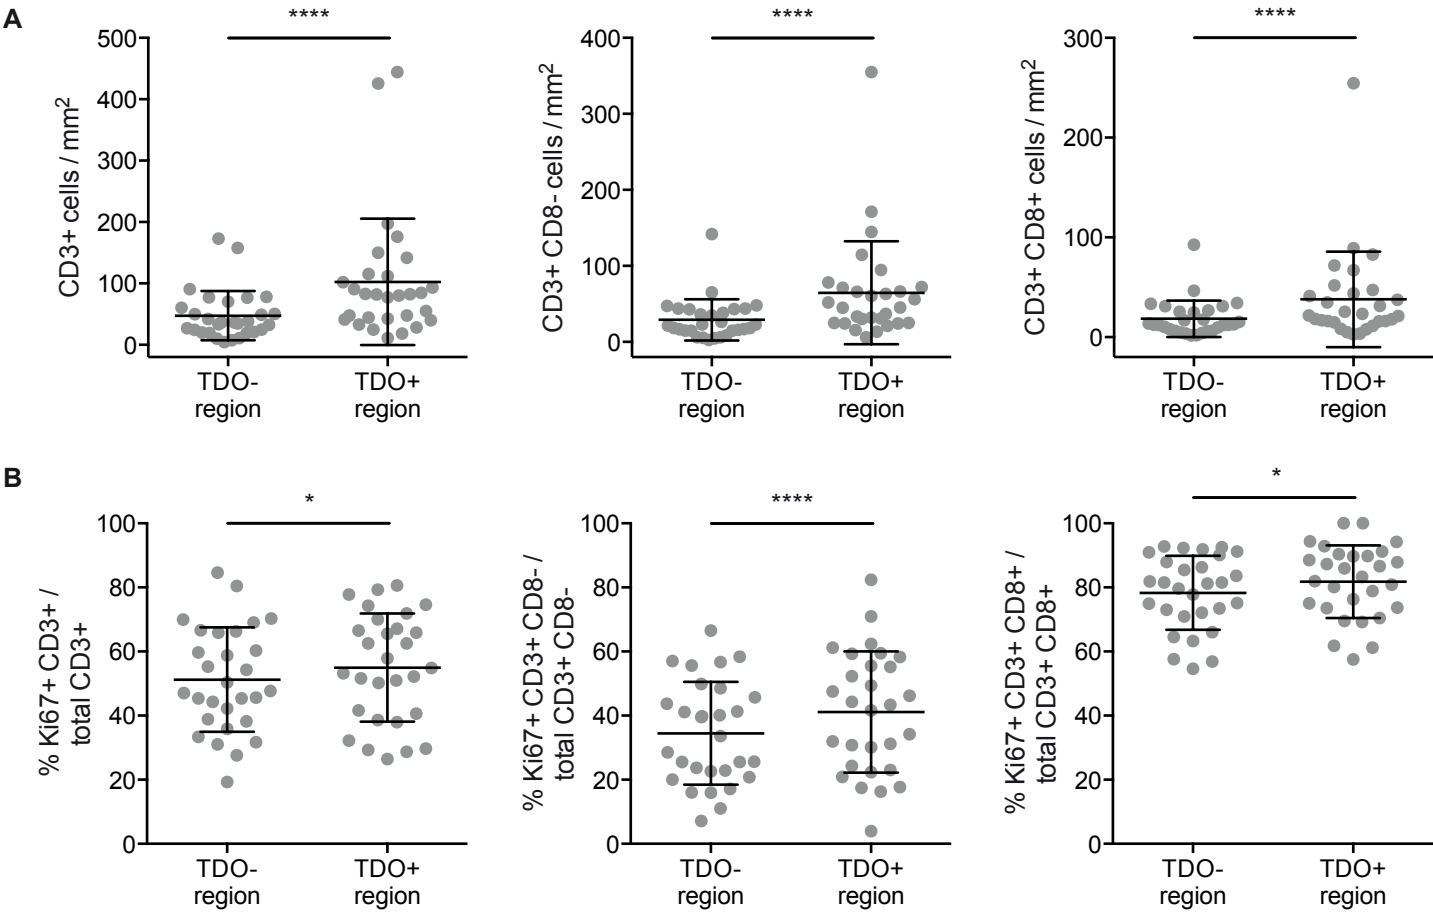 A
CD3+ cells / mm2
500
400
300
200
100
0
****
TDO-
region
TDO+
region
CD3+ CD8- cells / mm2
400
300
200
100
0
****
TDO-
region
TDO+
region
CD3+ CD8+ cells / mm2
300
200
100
0
****
TDO-
region
TDO+
region
B
% Ki67+ CD3+ /
total CD3+
100
80
60
40
20
0
*
TDO-
region
TDO+
region
% Ki67+ CD3+ CD8- /
total CD3+ CD8-
100
80
60
40
20
0
****
TDO-
region
TDO+
region
% Ki67+ CD3+ CD8+ /
total CD3+ CD8+
100
80
60
40
20
0
*
TDO-
region
TDO+
region